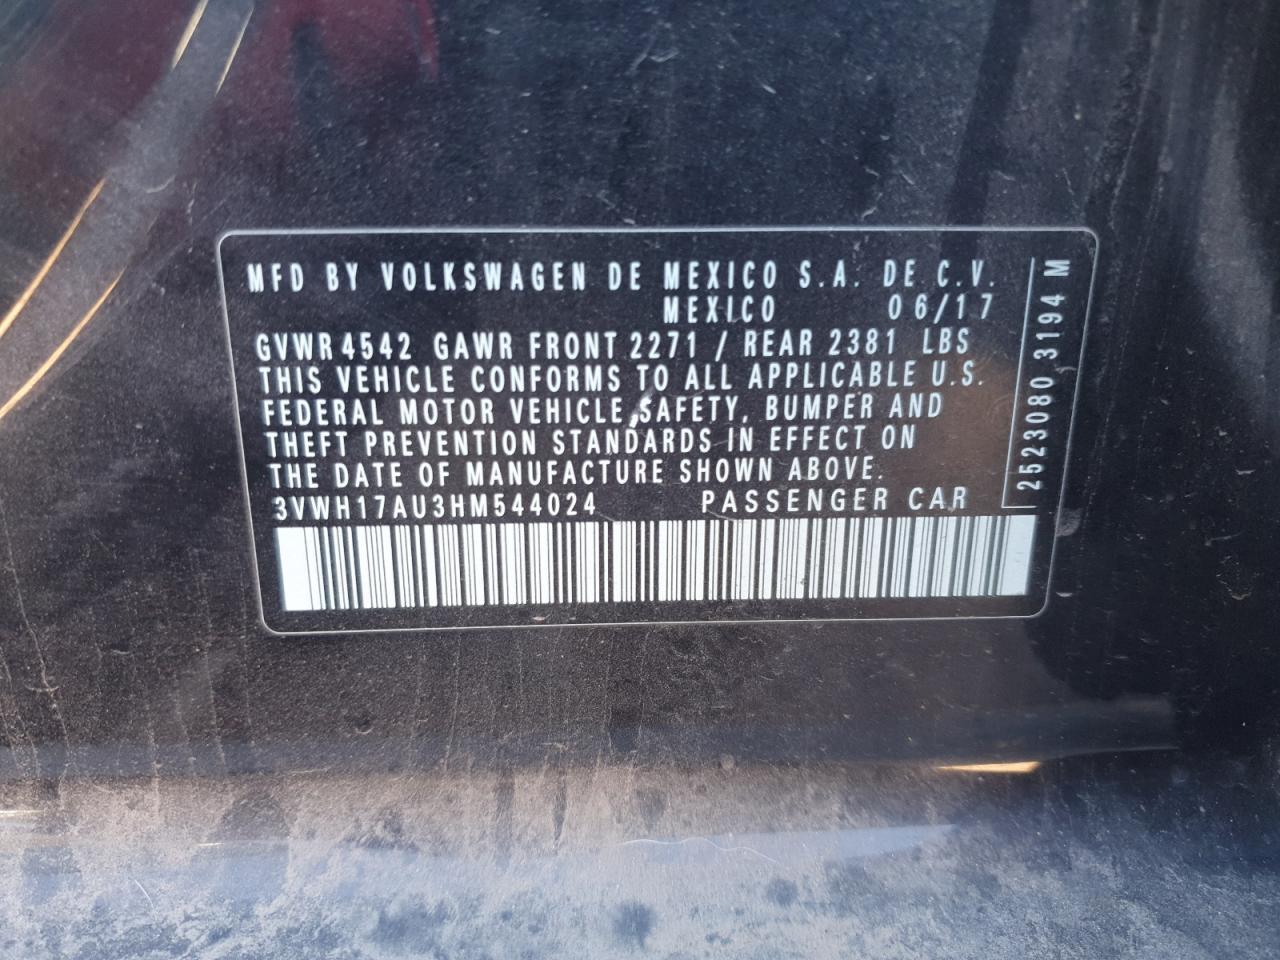 MFD BY VOLKSWAGEN DE MEXICO S.A. DE C.V.
MEXICO 06/17
GVWR 4542 GAWR FRONT 2271 / REAR 2381 LBS
THIS VEHICLE CONFORMS TO ALL APPLICABLE U.S.
FEDERAL MOTOR VEHICLE SAFETY, BUMPER AND
THEFT PREVENTION STANDARDS IN EFFECT ON
THE DATE OF MANUFACTURE SHOWN ABOVE.
3VWH17AU3HM544024 PASSENGER CAR
2523080 3194 M